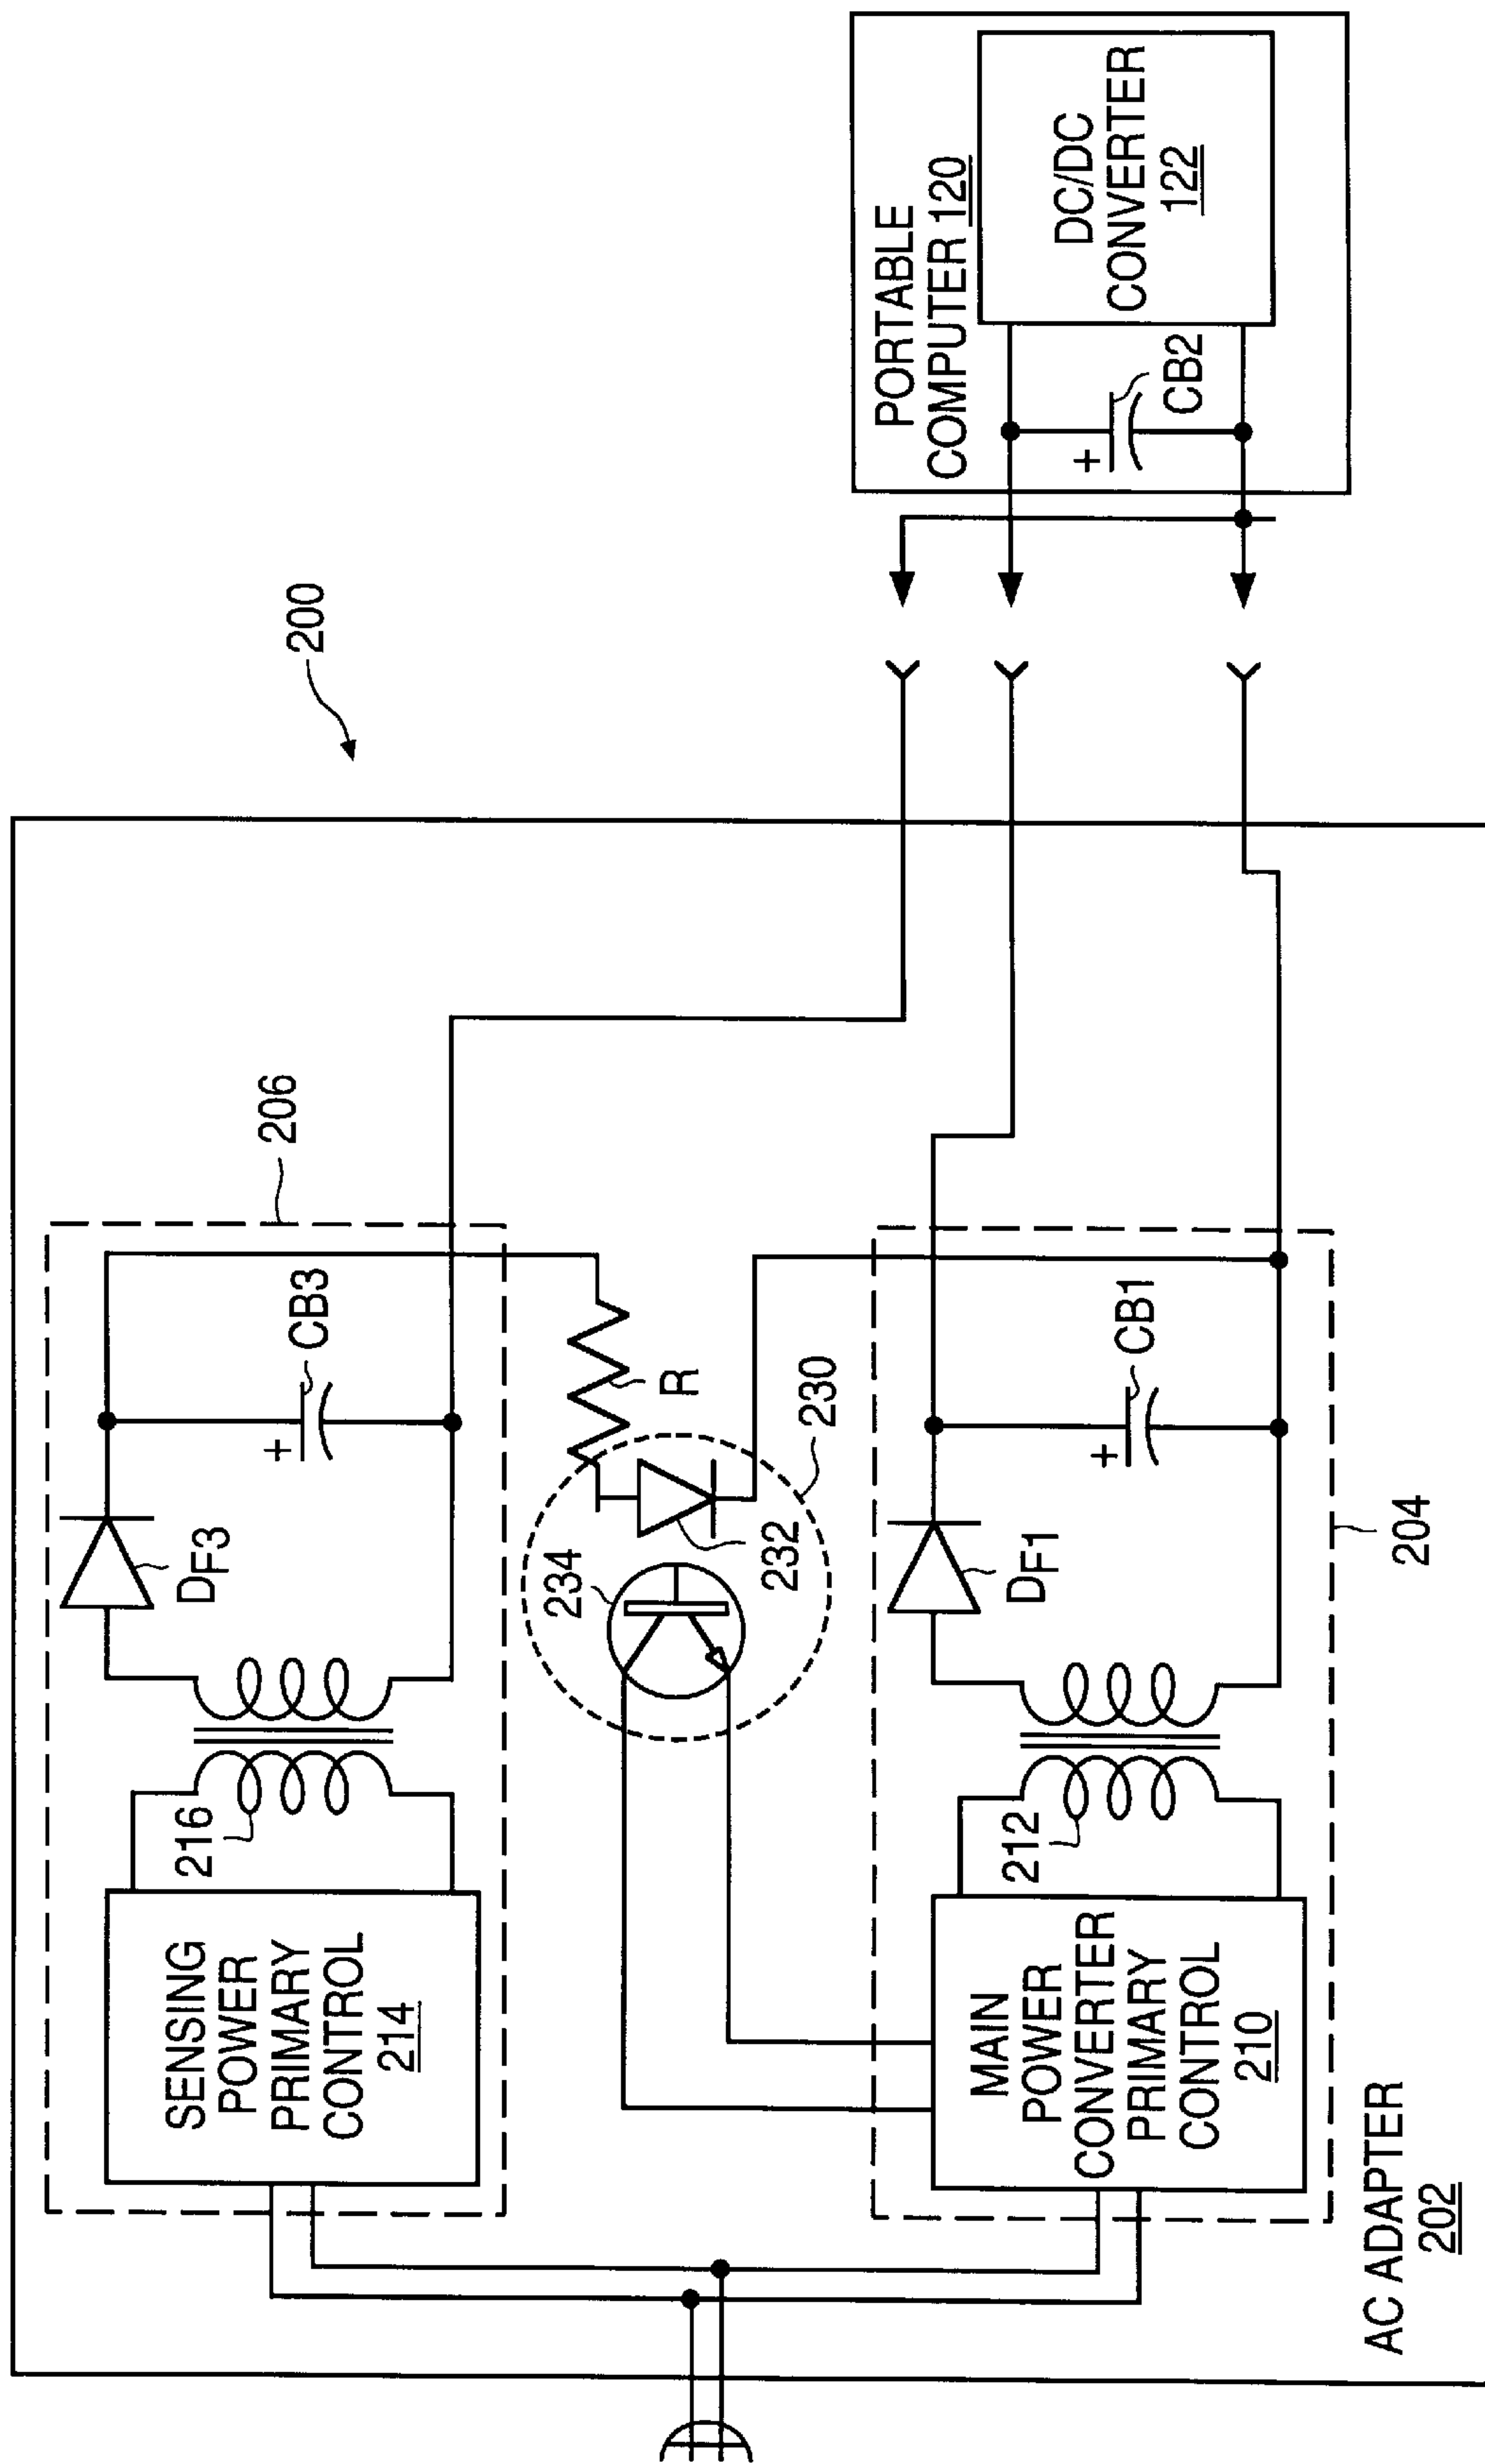 200
206
SENSING
POWER
PRIMARY
CONTROL
214
216
DF3
+
CB3
234
232
R
230
MAIN
POWER
CONVERTER
PRIMARY
CONTROL
210
212
DF1
+
CB1
204
AC ADAPTER
202
PORTABLE
COMPUTER 120
+
CB2
DC/DC
CONVERTER
122